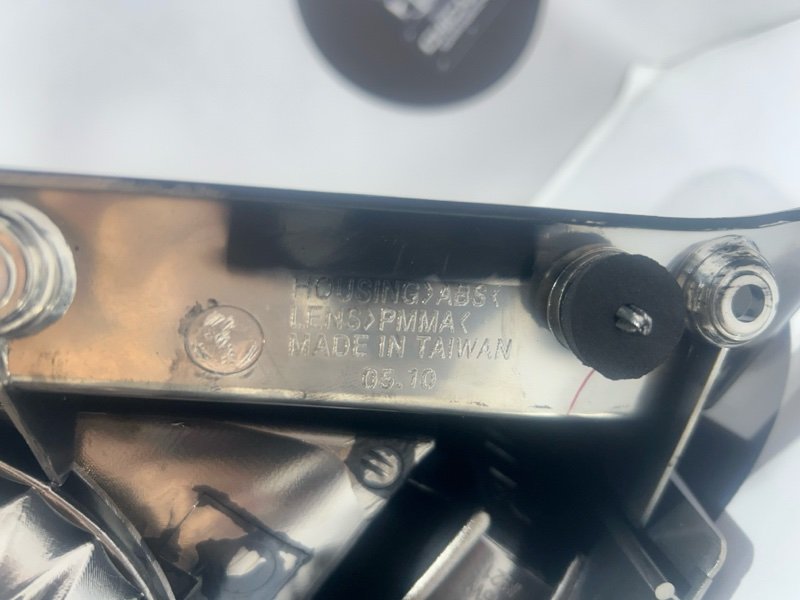 HOUSING>ABS<
LENS>PMMA<
MADE IN TAIWAN
05.10